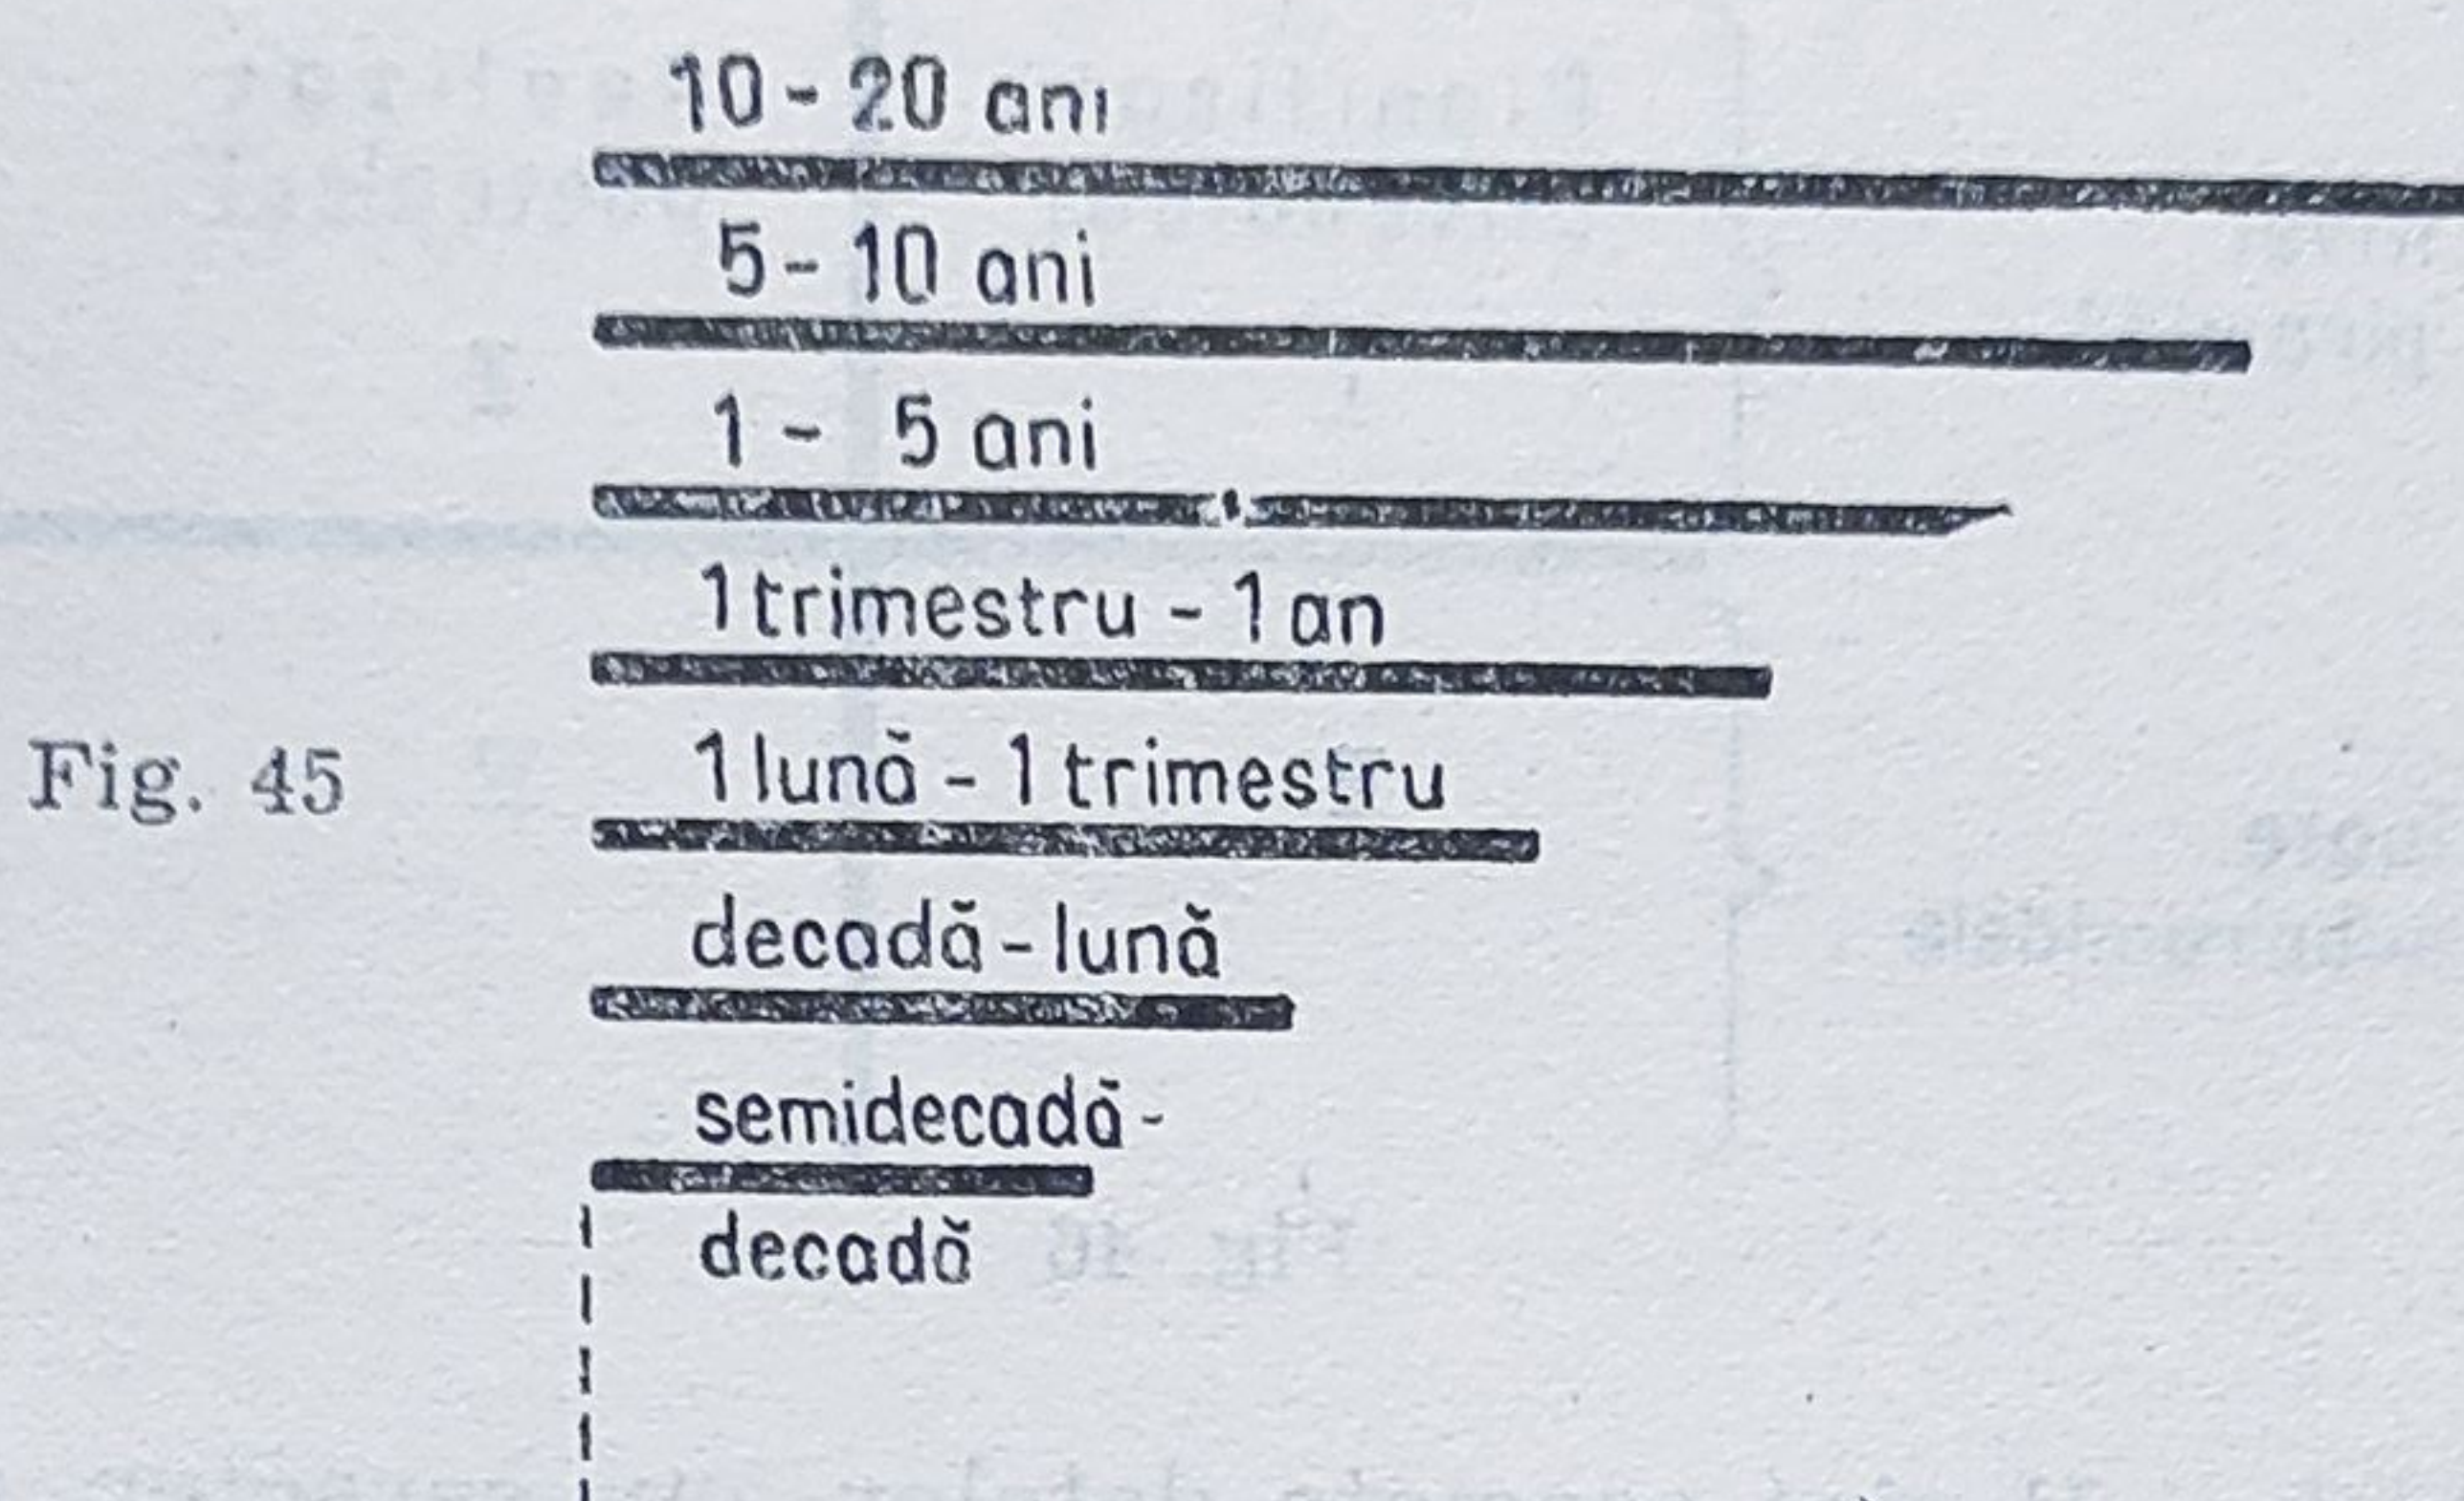 10 - 20 ani
5 - 10 ani
1 - 5 ani
1 trimestru - 1 an
Fig. 45
1 lună - 1 trimestru
decadă - lună
semidecadă -
decadă